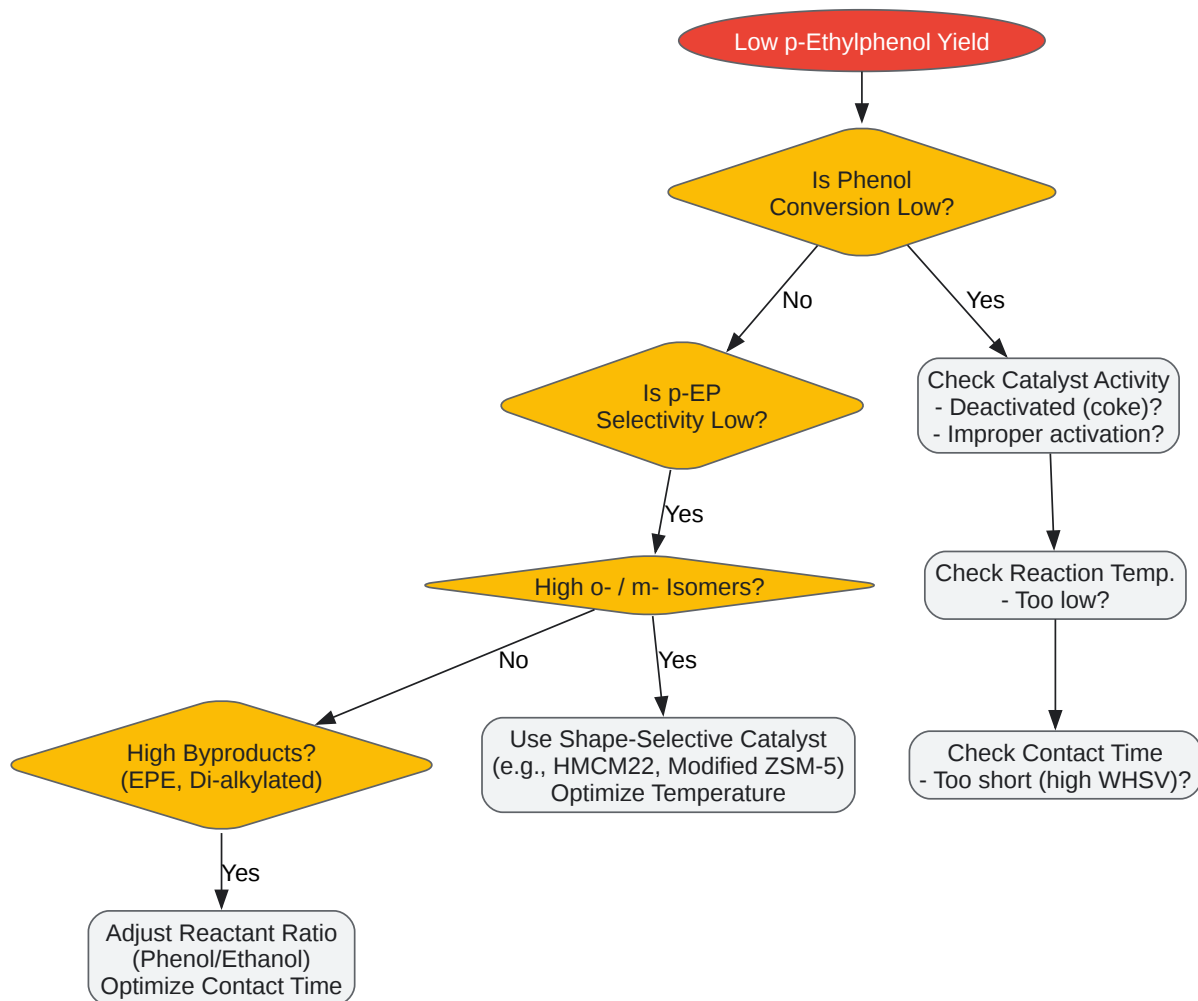 Low p-Ethylphenol Yield
Is Phenol
Conversion Low?
No
Yes
Is p-EP
Selectivity Low?
Check Catalyst Activity
- Deactivated (coke)?
- Improper activation?
Yes
High o- / m- Isomers?
Check Reaction Temp.
- Too low?
No
Yes
High Byproducts?
(EPE, Di-alkylated)
Use Shape-Selective Catalyst
(e.g., HMCM22, Modified ZSM-5)
Optimize Temperature
Check Contact Time
- Too short (high WHSV)?
Yes
Adjust Reactant Ratio
(Phenol/Ethanol)
Optimize Contact Time